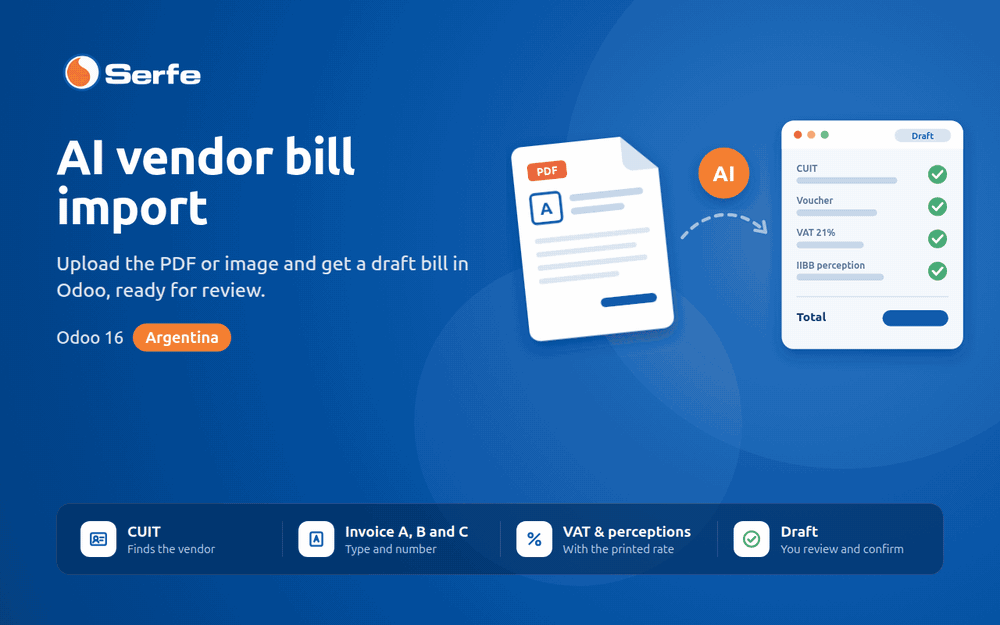 Serfe
AI vendor bill
import
Upload the PDF or image and get a draft bill in
Odoo, ready for review.
Odoo 16
Argentina
PDF
A
AI
Draft
CUIT
Voucher
VAT 21%
IIBB perception
Total
CUIT
Finds the vendor
A
Invoice A, B and C
Type and number
%
VAT & perceptions
With the printed rate
Draft
You review and confirm